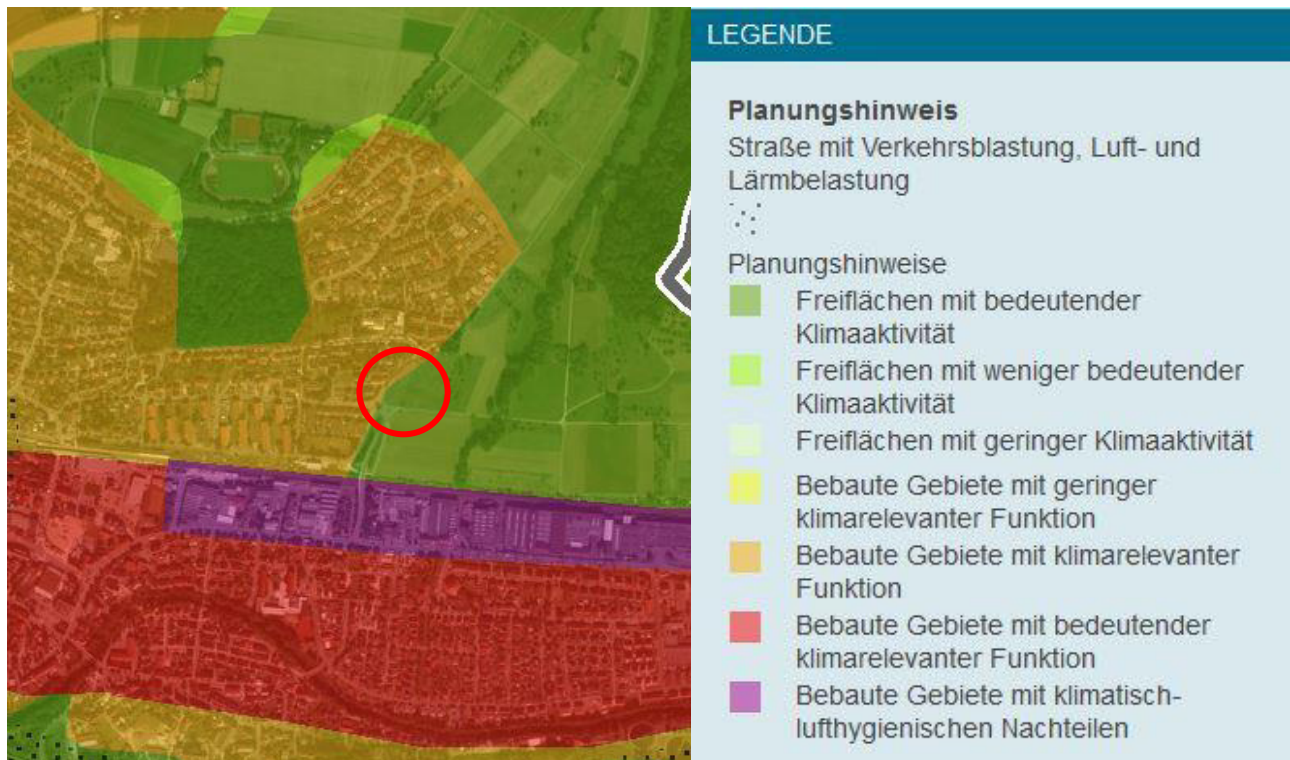 LEGENDE
Planungshinweis
Straße mit Verkehrsblastung, Luft- und
Lärmbelastung
Planungshinweise
Freiflächen mit bedeutender
Klimaaktivität
Freiflächen mit weniger bedeutender
Klimaaktivität
Freiflächen mit geringer Klimaaktivität
Bebaute Gebiete mit geringer
klimarelevanter Funktion
Bebaute Gebiete mit klimarelevanter
Funktion
Bebaute Gebiete mit bedeutender
klimarelevanter Funktion
Bebaute Gebiete mit klimatisch-
lufthygienischen Nachteilen